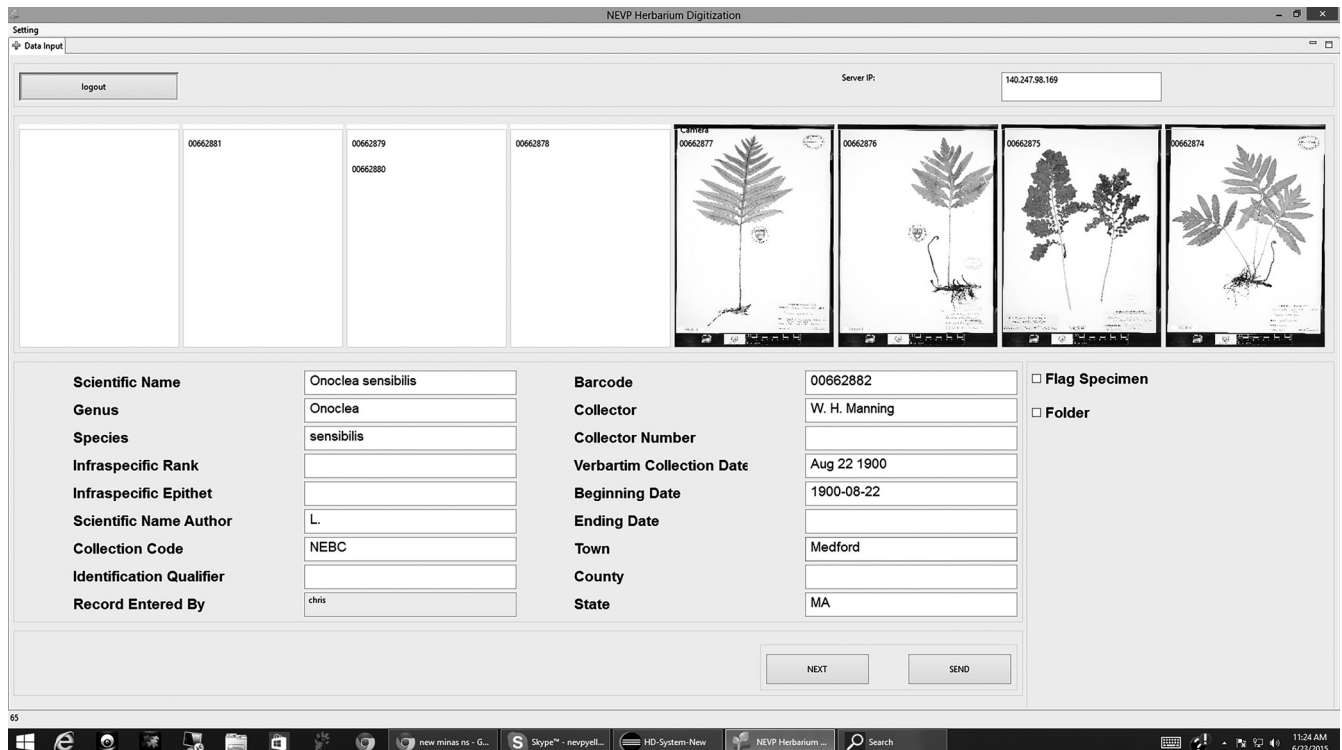 NEVP Herbarium Digitization
Setting
Data Input
logout
Server IP:
140.247.98.169
00662881
00662879
00662880
00662878
Camera
00662877
00662876
00662875
00662874
Scientific Name
Onoclea sensibilis
Genus
Onoclea
Species
sensibilis
Infraspecific Rank
Infraspecific Epithet
Scientific Name Author
L.
Collection Code
NEBC
Identification Qualifier
Record Entered By
chris
Barcode
00662882
Collector
W. H. Manning
Collector Number
Verbartim Collection Date
Aug 22 1900
Beginning Date
1900-08-22
Ending Date
Town
Medford
County
State
MA
Flag Specimen
Folder
NEXT
SEND
65
new minas ns - G...
Skype™ - nevpyell...
HD-System-New
NEVP Herbarium ...
Search
11:24 AM
6/23/2015